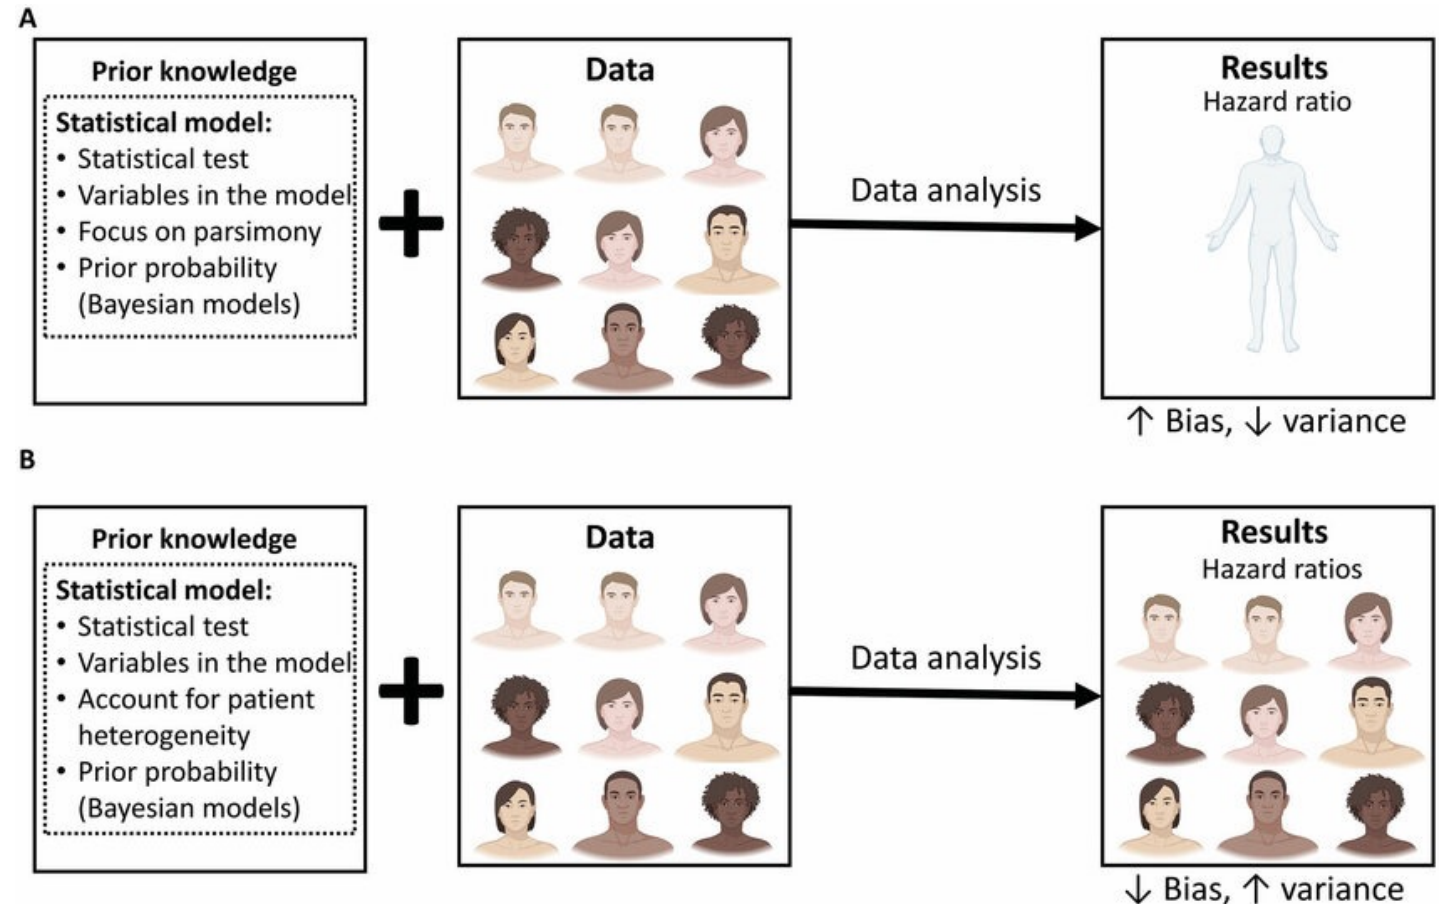 A
Prior knowledge
Statistical model:
• Statistical test
• Variables in the model
• Focus on parsimony
• Prior probability
(Bayesian models)
+
Data
Data analysis
Results
Hazard ratio
↑ Bias, ↓ variance
B
Prior knowledge
Statistical model:
• Statistical test
• Variables in the model
• Account for patient
heterogeneity
• Prior probability
(Bayesian models)
+
Data
Data analysis
Results
Hazard ratios
↓ Bias, ↑ variance